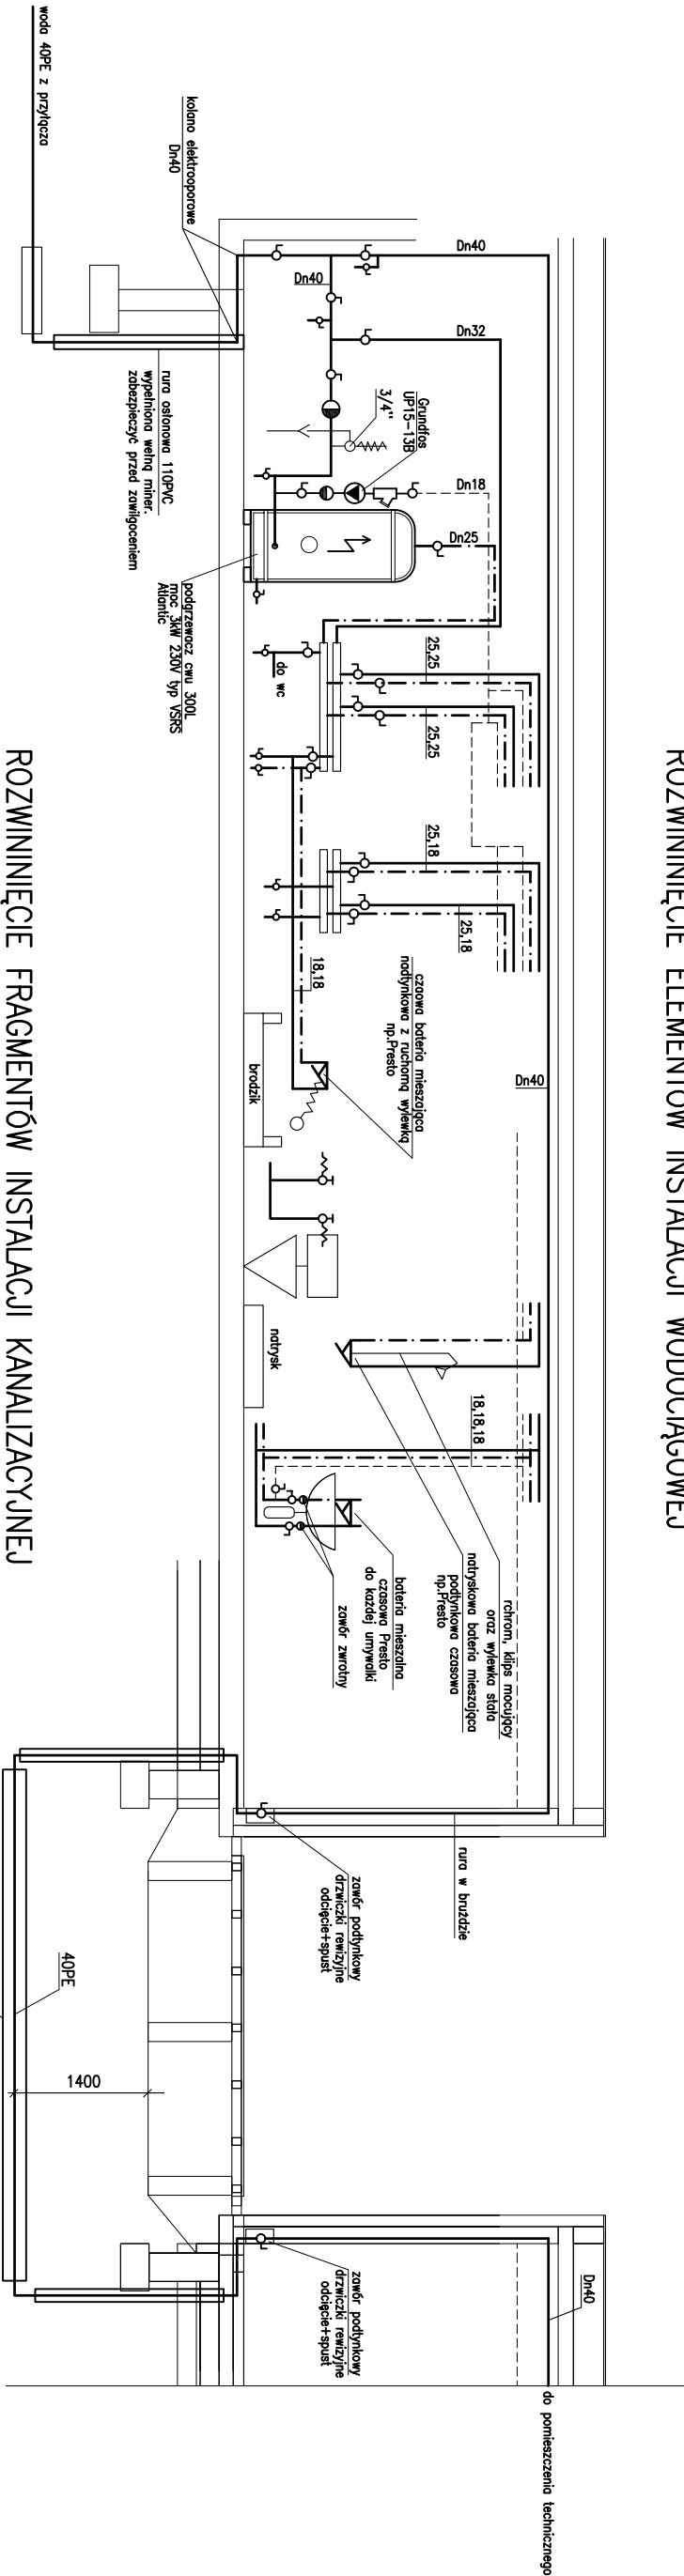 ROZWININIĘCIE ELEMENTÓW INSTALACJI WODOCIĄGOWEJ
woda 40PE z przyłącza
kolano elektrooporowe
Dn40
rura osłonowa 110PVC
wypełniona wełną miner.
zabezpieczyć przed zawilgoceniem
Dn40
Dn40
Dn32
Grundfos
UP15-13B
3/4''
Dn18
Dn25
podgrzewacz cwu 300L
moc 3kW 230V typ VSRS
Atlantic
do wc
25,25
25,25
25,18
25,18
18,18
czaowa bateria mieszająca
nadtynkowa z ruchomą wylewką
np.Presto
brodzik
Dn40
natrysk
18,18,18
rchrom, klips mocujący
oraz wylewka stała
natryskowa bateria mieszająca
podtynkowa czasowa
np.Presto
bateria mieszalna
czasowa Presto
do każdej umywalki
zawór zwrotny
rura w bruździe
zawór podtynkowy
drzwiczki rewizyjne
odcięcie+spust
40PE
1400
zawór podtynkowy
drzwiczki rewizyjne
odcięcie+spust
Dn40
do pomieszczenia technicznego
ROZWININIĘCIE FRAGMENTÓW INSTALACJI KANALIZACYJNEJ